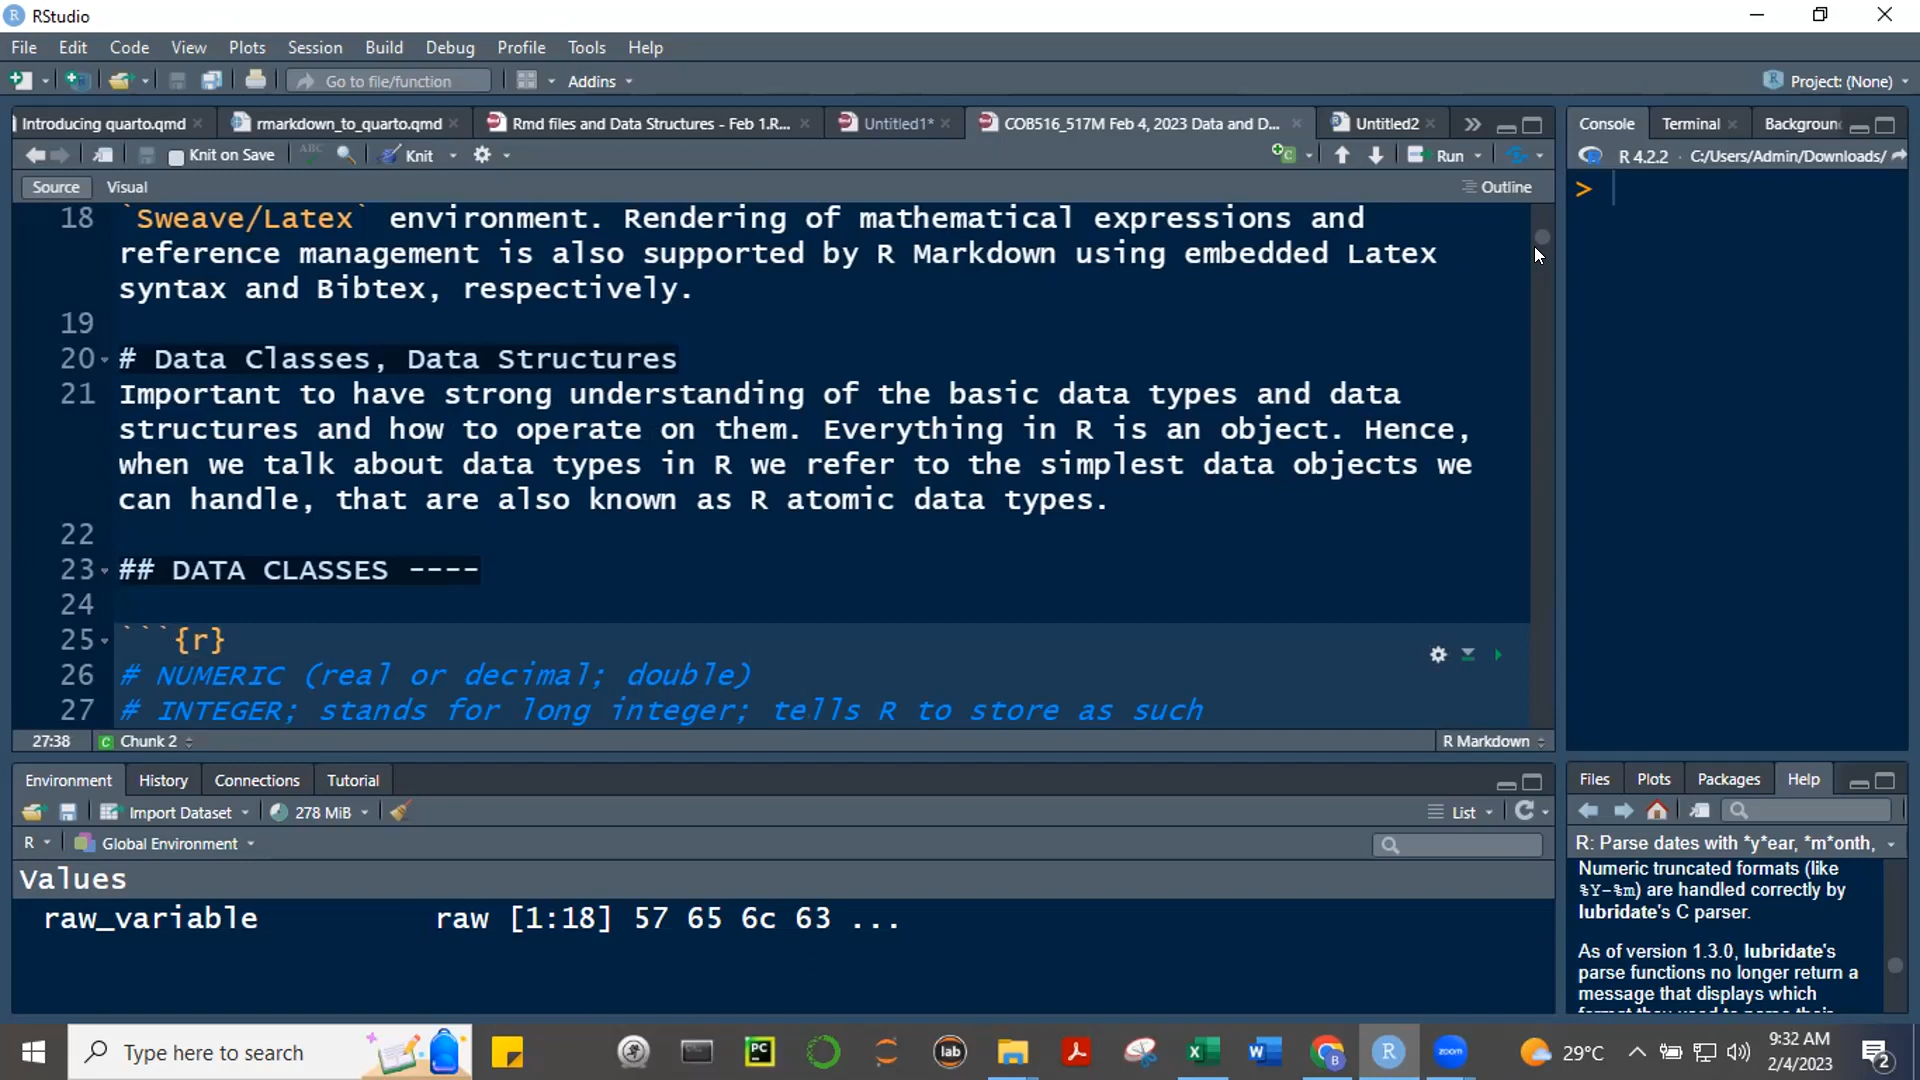 RStudio
File Edit Code View Plots Session Build Debug Profile Tools Help
Go to file/function Addins Project: (None)
Introducing quarto.qmd rmarkdown_to_quarto.qmd Rmd files and Data Structures - Feb 1.R... Untitled1* COB516_517M Feb 4, 2023 Data and D... Untitled2
Knit on Save ABC Knit Run
Source Visual Outline
18 `Sweave/Latex` environment. Rendering of mathematical expressions and
reference management is also supported by R Markdown using embedded Latex
syntax and Bibtex, respectively.
19
20 # Data Classes, Data Structures
21 Important to have strong understanding of the basic data types and data
structures and how to operate on them. Everything in R is an object. Hence,
when we talk about data types in R we refer to the simplest data objects we
can handle, that are also known as R atomic data types.
22
23 ## DATA CLASSES ----
24
25 ```{r}
26 # NUMERIC (real or decimal; double)
27 # INTEGER; stands for long integer; tells R to store as such
27:38 Chunk 2 R Markdown
Console Terminal Background
R 4.2.2 · C:/Users/Admin/Downloads/
>
Environment History Connections Tutorial
Import Dataset 278 MiB List
R Global Environment
Values
raw_variable raw [1:18] 57 65 6c 63 ...
Files Plots Packages Help
R: Parse dates with *y*ear, *m*onth,
Numeric truncated formats (like
%Y-%m) are handled correctly by
lubridate's C parser.
As of version 1.3.0, lubridate's
parse functions no longer return a
message that displays which
format they used to parse their
Type here to search PC lab zoom 29°C 9:32 AM
2/4/2023 2